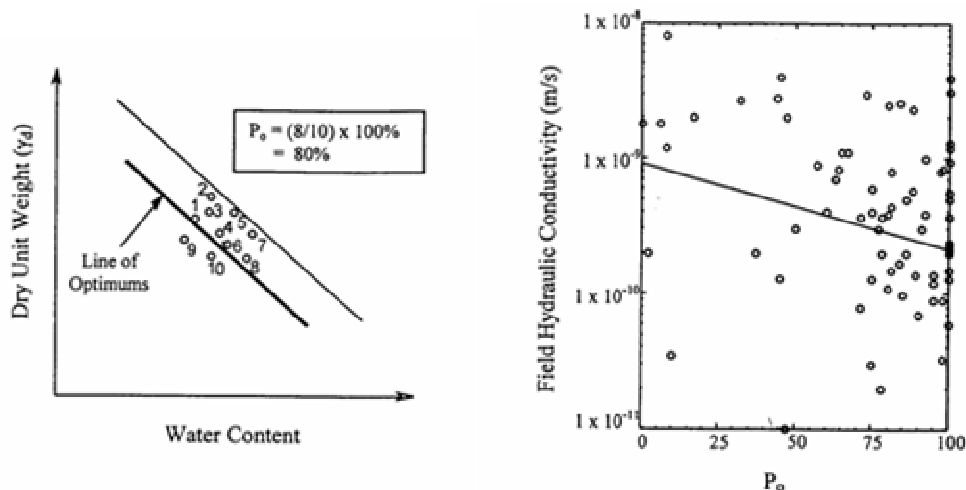 Dry Unit Weight (γd)
Pₒ = (8/10) x 100%
= 80%
2
1
3
5
4
7
6
9
8
10
Line of
Optimums
Water Content
Field Hydraulic Conductivity (m/s)
1 x 10⁻⁸
1 x 10⁻⁹
1 x 10⁻¹⁰
1 x 10⁻¹¹
0 25 50 75 100
Pₒ